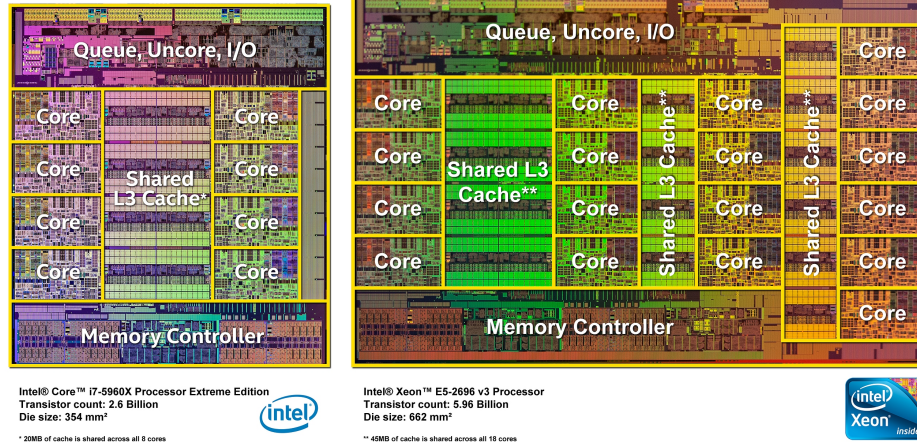 Queue, Uncore, I/O
Core
Core
Core
Core
Shared
L3 Cache*
Core
Core
Core
Core
Memory Controller
Intel® Core™ i7-5960X Processor Extreme Edition
Transistor count: 2.6 Billion
Die size: 354 mm²
* 20MB of cache is shared across all 8 cores
intel®
Queue, Uncore, I/O
Core
Core
Core
Core
Shared L3
Cache**
Core
Core
Core
Core
Shared L3 Cache**
Core
Core
Core
Core
Shared L3 Cache**
Core
Core
Core
Core
Core
Core
Memory Controller
Intel® Xeon™ E5-2696 v3 Processor
Transistor count: 5.96 Billion
Die size: 662 mm²
** 45MB of cache is shared across all 18 cores
intel
Xeon®
inside